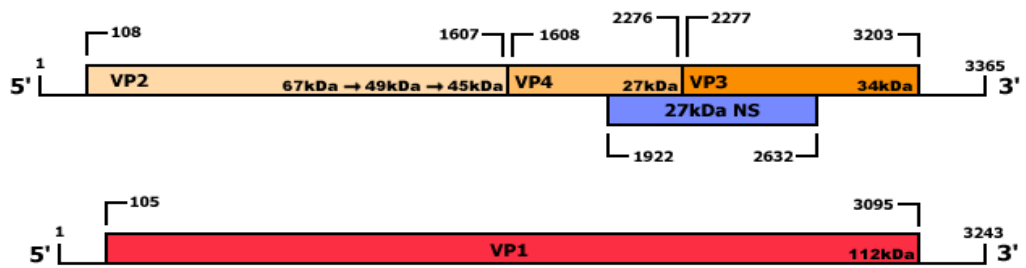 108 1607 1608 2276 2277 3203
1 3365
5' VP2 67kDa → 49kDa → 45kDa VP4 27kDa VP3 34kDa 3'
27kDa NS
1922 2632
105 3095
1 3243
5' VP1 112kDa 3'